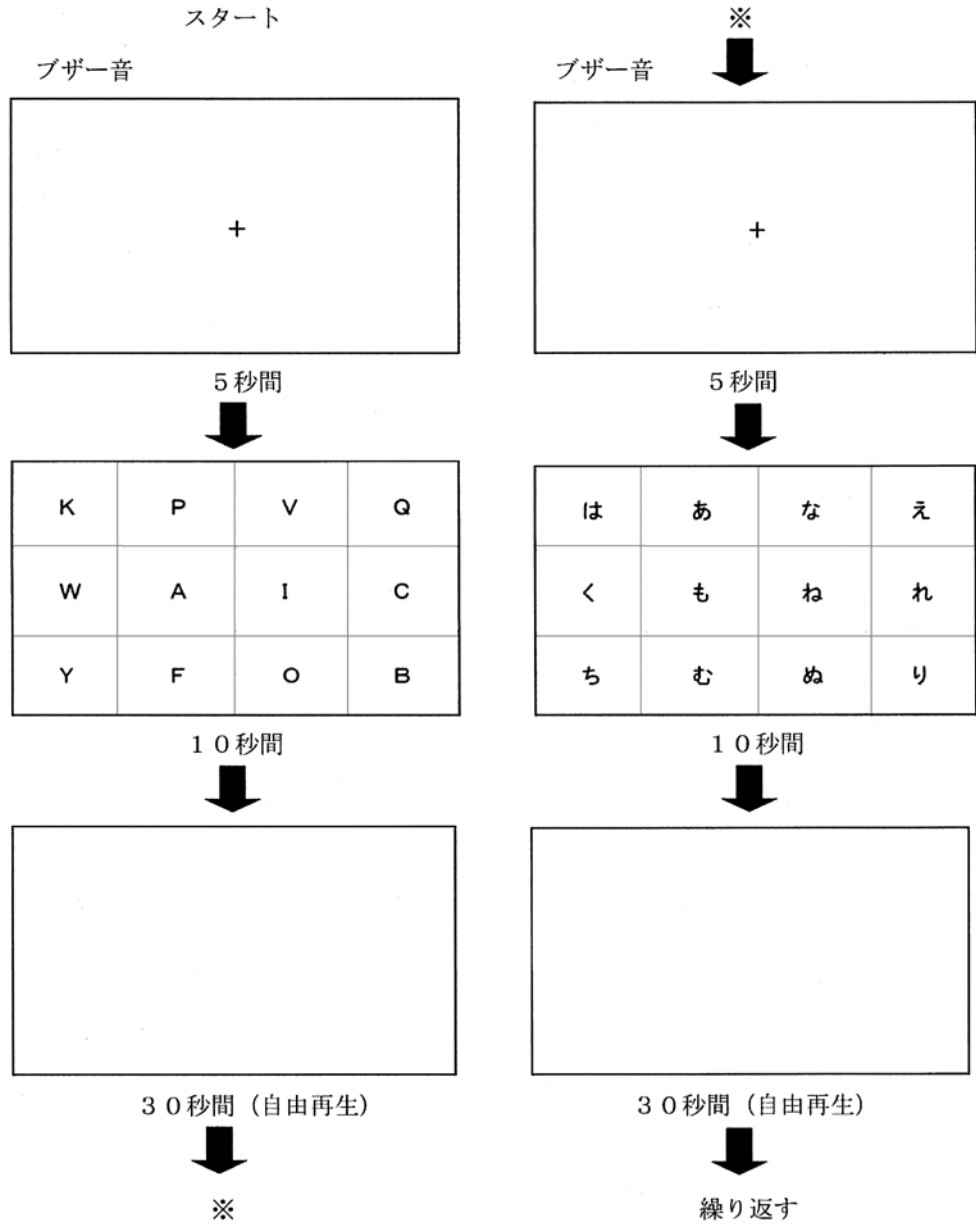 スタート
ブザー音
+
5秒間
K P V Q
W A I C
Y F O B
10秒間
30秒間（自由再生）
※
※
ブザー音
+
5秒間
は あ な え
く も ね れ
ち む ぬ り
10秒間
30秒間（自由再生）
繰り返す